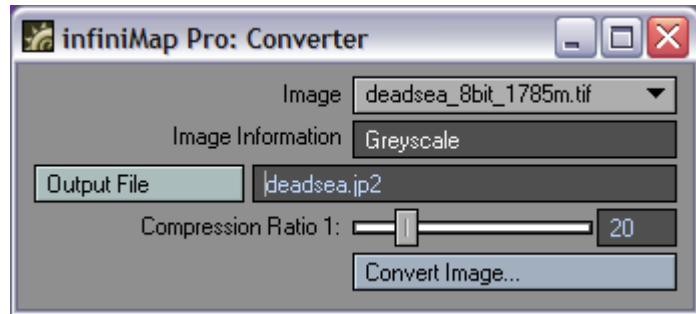 infiniMap Pro: Converter
Image deadsea_8bit_1785m.tif
Image Information Greyscale
Output File deadsea.jp2
Compression Ratio 1: 20
Convert Image...